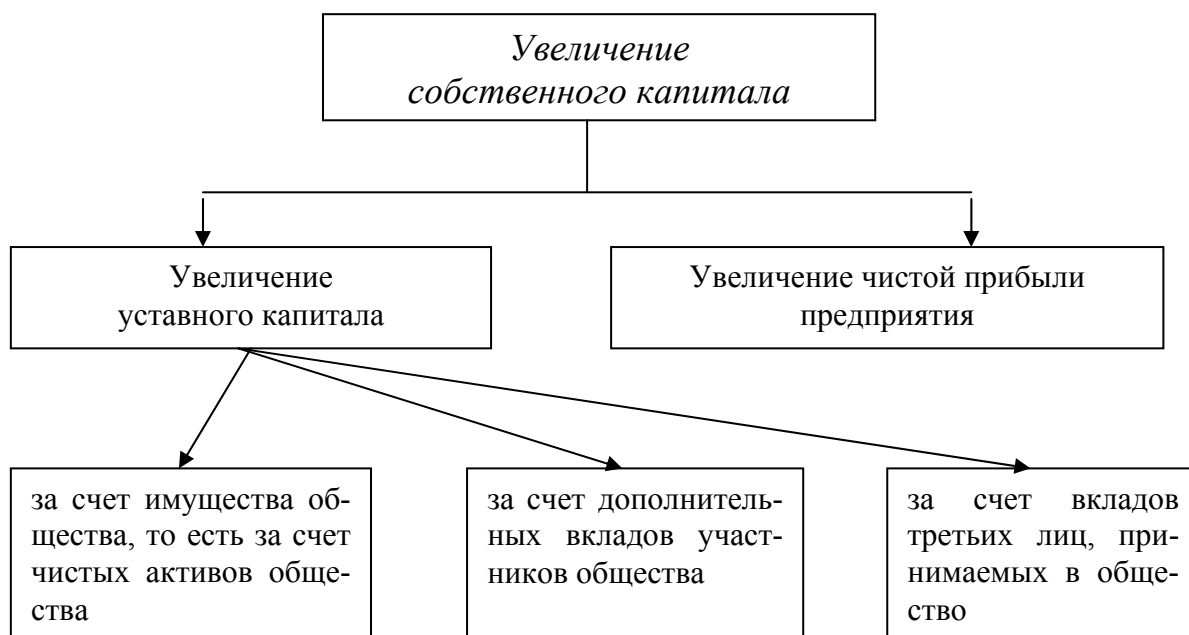 Увеличение
собственного капитала
Увеличение
уставного капитала
Увеличение чистой прибыли
предприятия
за счет имущества об-
щества, то есть за счет
чистых активов обще-
ства
за счет дополнитель-
ных вкладов участ-
ников общества
за счет вкладов
третьих лиц, при-
нимаемых в обще-
ство